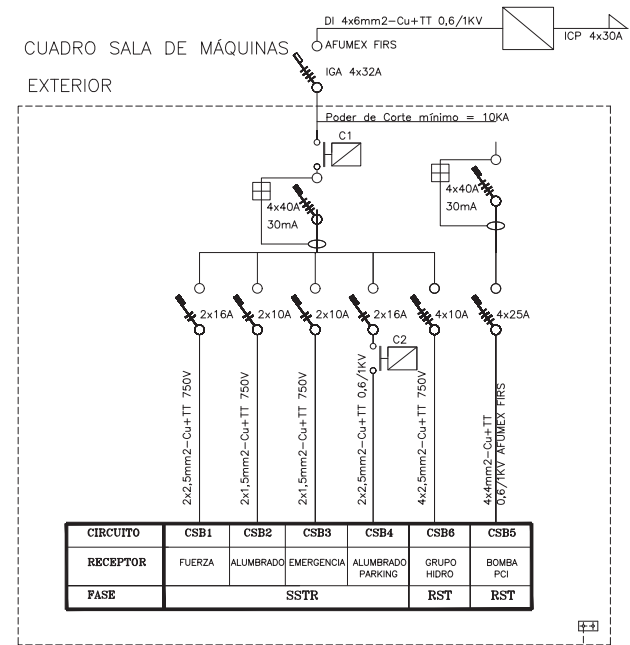 DI 4x6mm2-Cu+TT 0,6/1KV
CUADRO SALA DE MÁQUINAS
AFUMEX FIRS
ICP 4x30A
EXTERIOR
IGA 4x32A
Poder de Corte mínimo = 10KA
C1
4x40A
30mA
4x40A
30mA
2x16A
2x10A
2x10A
2x16A
4x10A
4x25A
C2
2x2,5mm2-Cu+TT 750V
2x1,5mm2-Cu+TT 750V
2x1,5mm2-Cu+TT 750V
2x2,5mm2-Cu+TT 0,6/1KV
4x2,5mm2-Cu+TT 750V
4x4mm2-Cu+TT
0,6/1KV AFUMEX FIRS
CIRCUITO CSB1 CSB2 CSB3 CSB4 CSB6 CSB5
RECEPTOR FUERZA ALUMBRADO EMERGENCIA ALUMBRADO PARKING GRUPO HIDRO BOMBA PCI
FASE SSTR RST RST